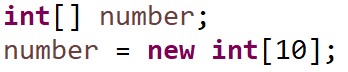 int[] number;
number = new int[10];